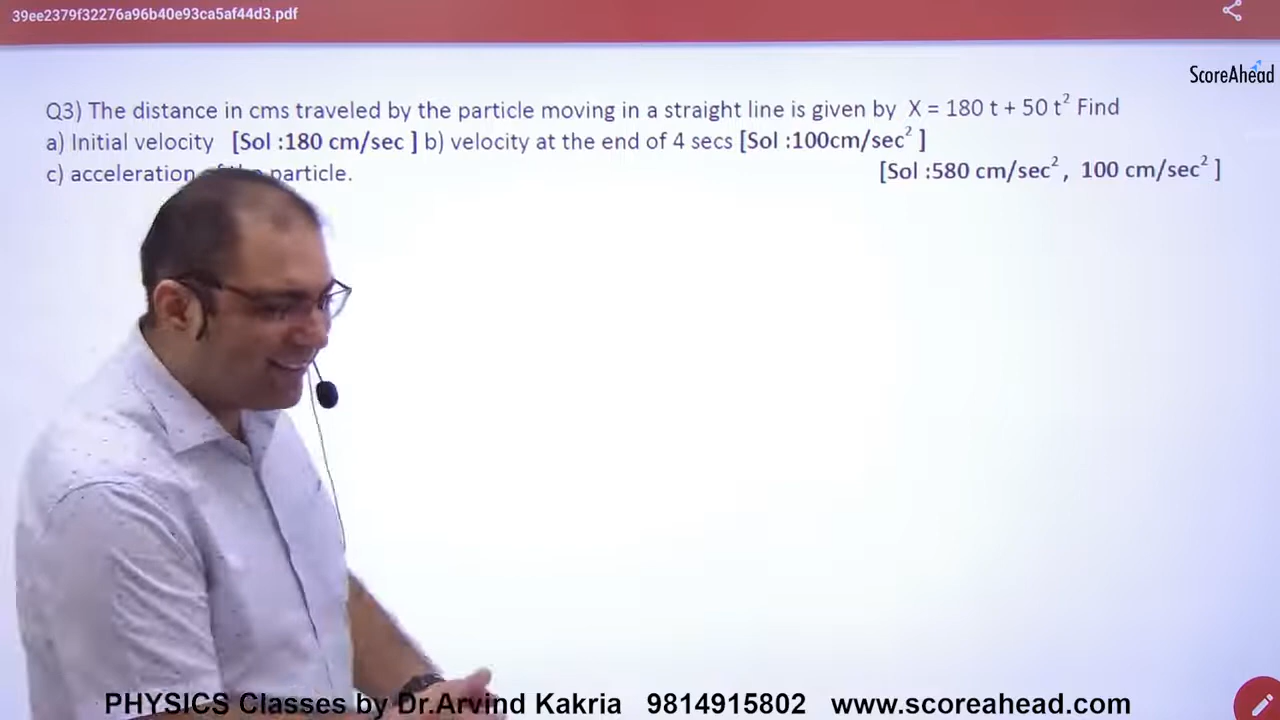 39ee2379f32276a96b40e93ca5af44d3.pdf
ScoreAhead
Q3) The distance in cms traveled by the particle moving in a straight line is given by X = 180 t + 50 t² Find
a) Initial velocity [Sol :180 cm/sec ] b) velocity at the end of 4 secs [Sol :100cm/sec² ]
c) acceleration particle. [Sol :580 cm/sec² , 100 cm/sec² ]
PHYSICS Classes by Dr.Arvind Kakria 9814915802 www.scoreahead.com